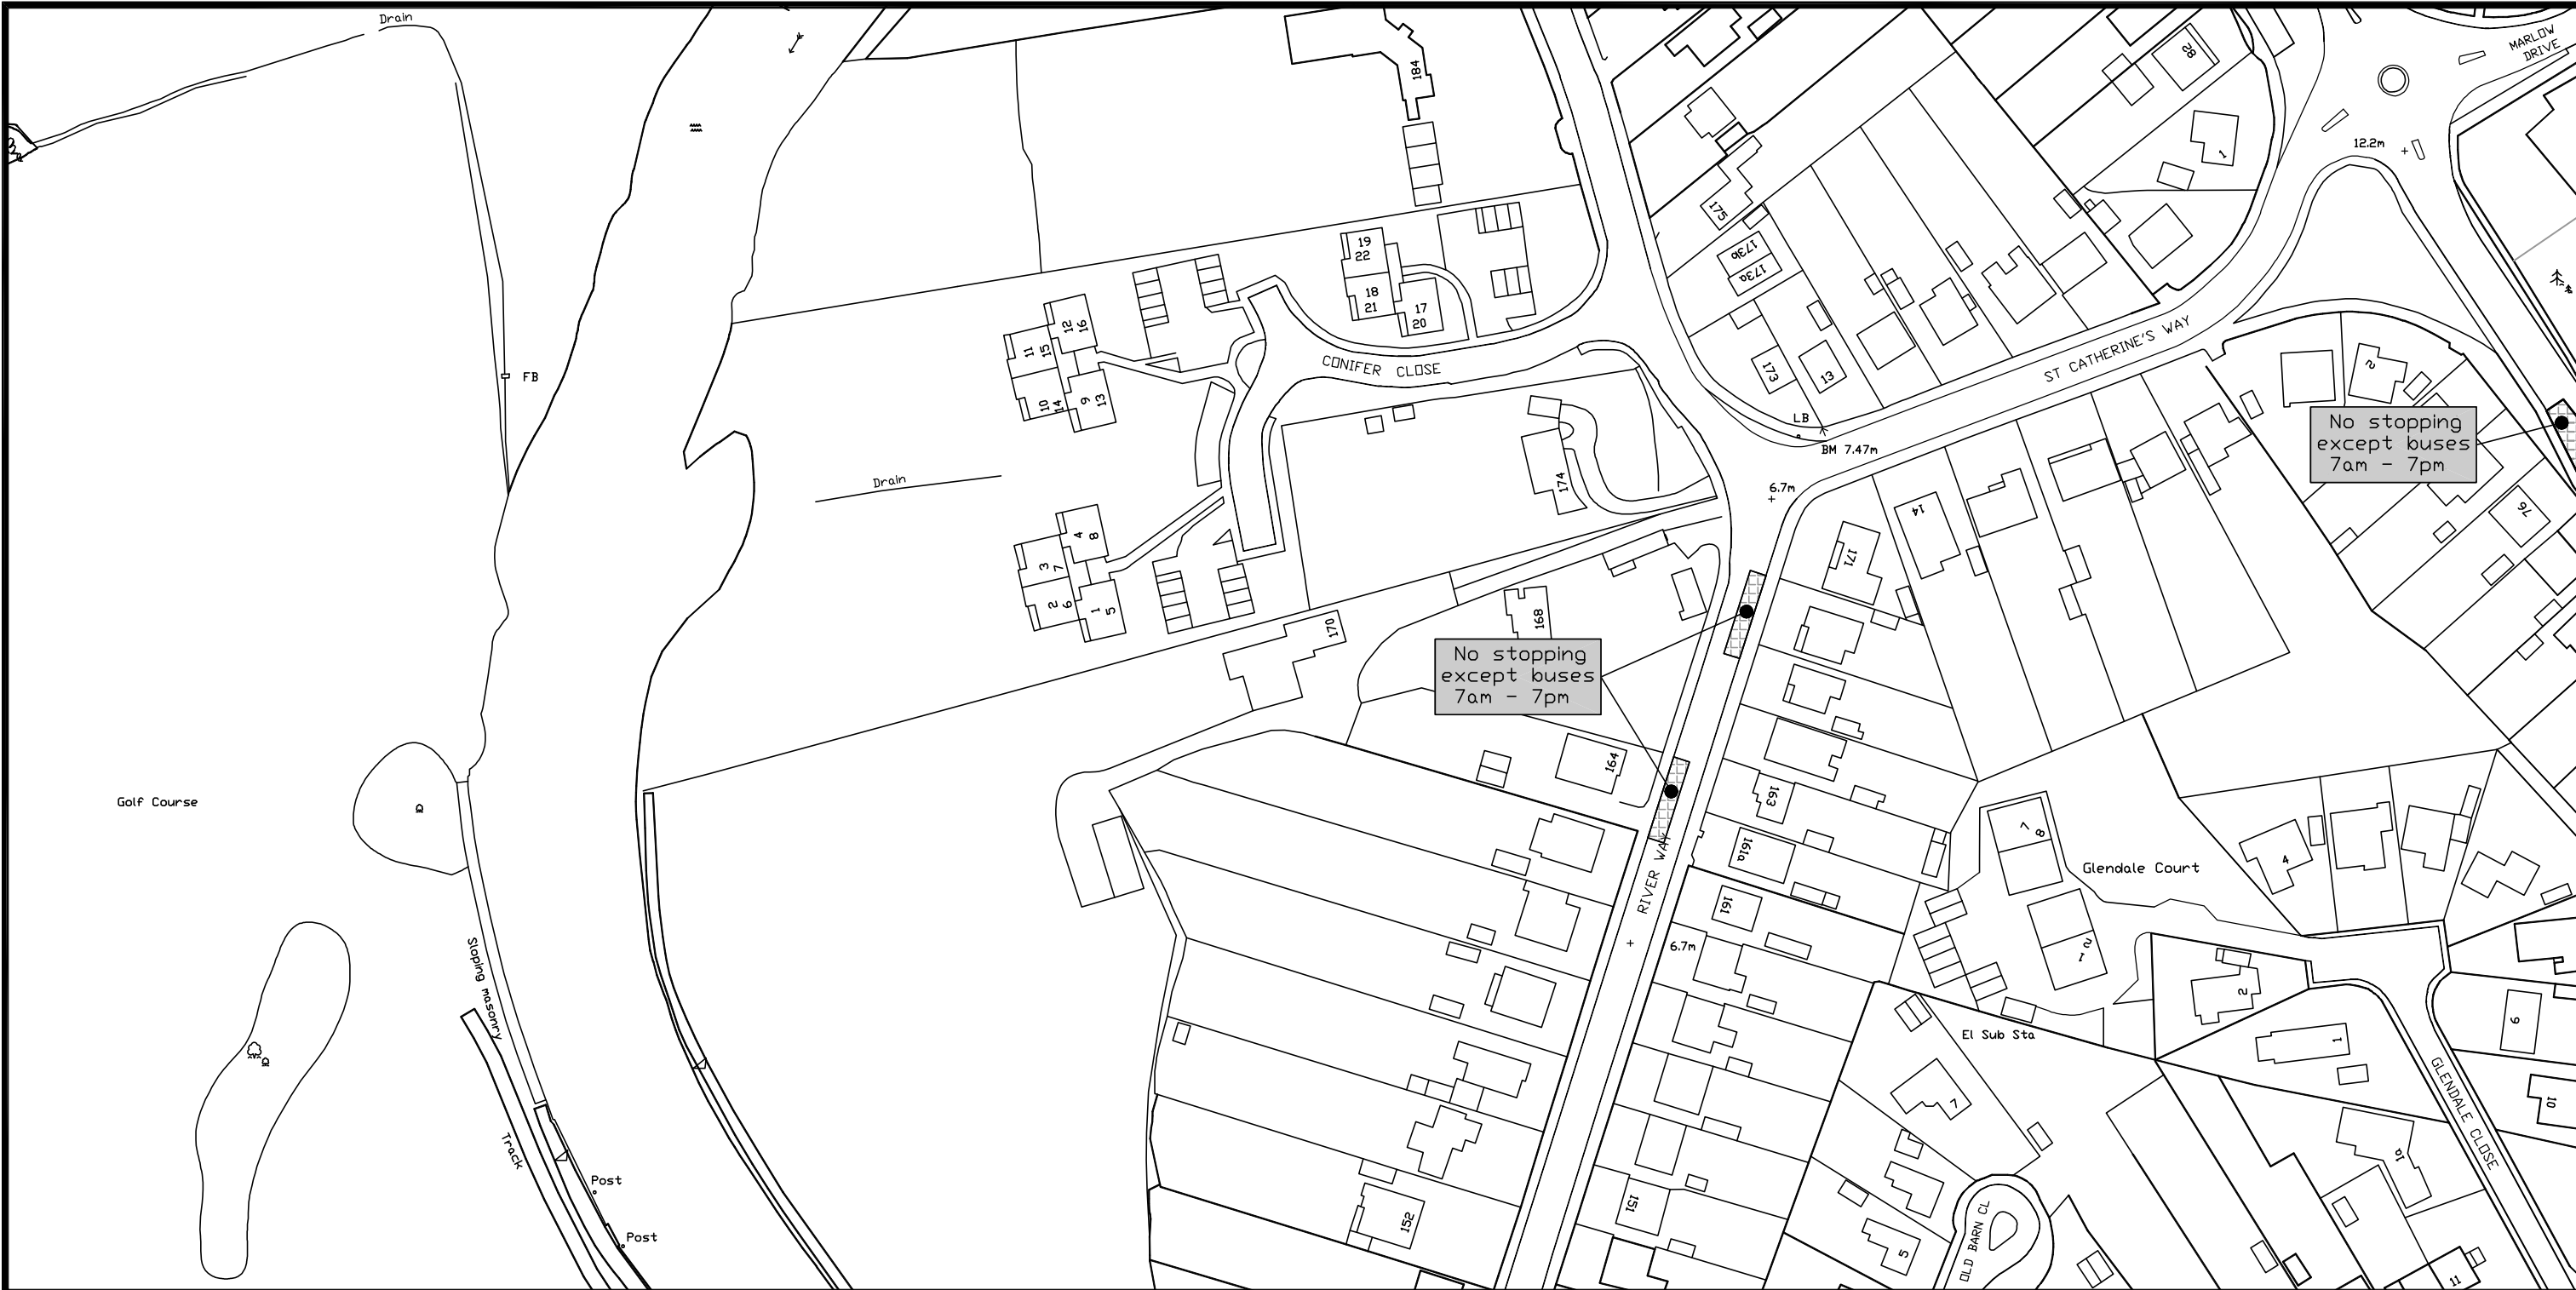 Drain
MARLOW
DRIVE
184
28
1
12.2m
175
173b
173a
19
22
18
21
17
20
12
16
11
15
10
14
9
13
CONIFER CLOSE
ST CATHERINE'S WAY
FB
173
13
LB
BM 7.47m
2
No stopping
except buses
7am - 7pm
Drain
174
6.7m
14
171
76
4
8
3
7
2
6
1
5
170
168
No stopping
except buses
7am - 7pm
164
163
161a
161
Golf Course
RIVER WAY
7
8
Glendale Court
4
2
1
6.7m
Sloping masonry
2
El Sub Sta
1
9
GLENDALE CLOSE
10
7
1a
Track
Post
Post
152
151
5
OLD BARN CL
11